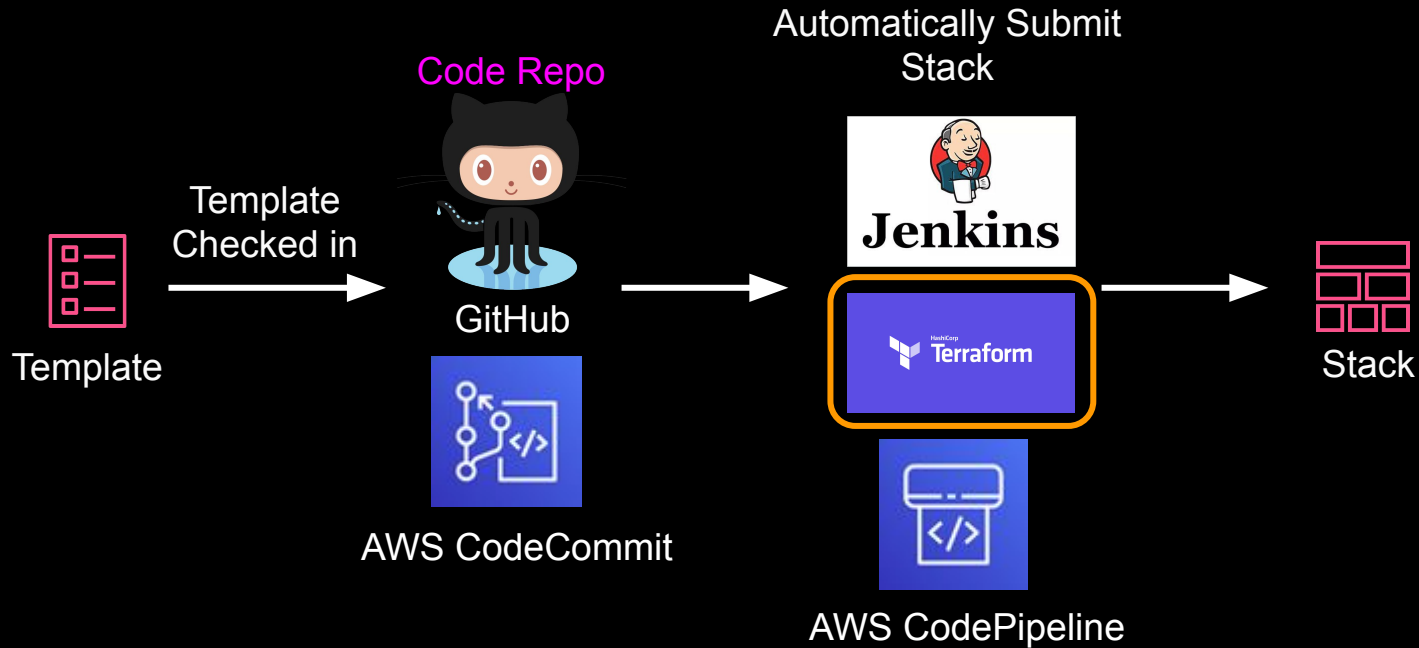 Automatically Submit
Stack
Code Repo
Template
Checked in
Jenkins
GitHub
HashiCorp
Terraform
Template
Stack
</>
AWS CodeCommit
</>
AWS CodePipeline